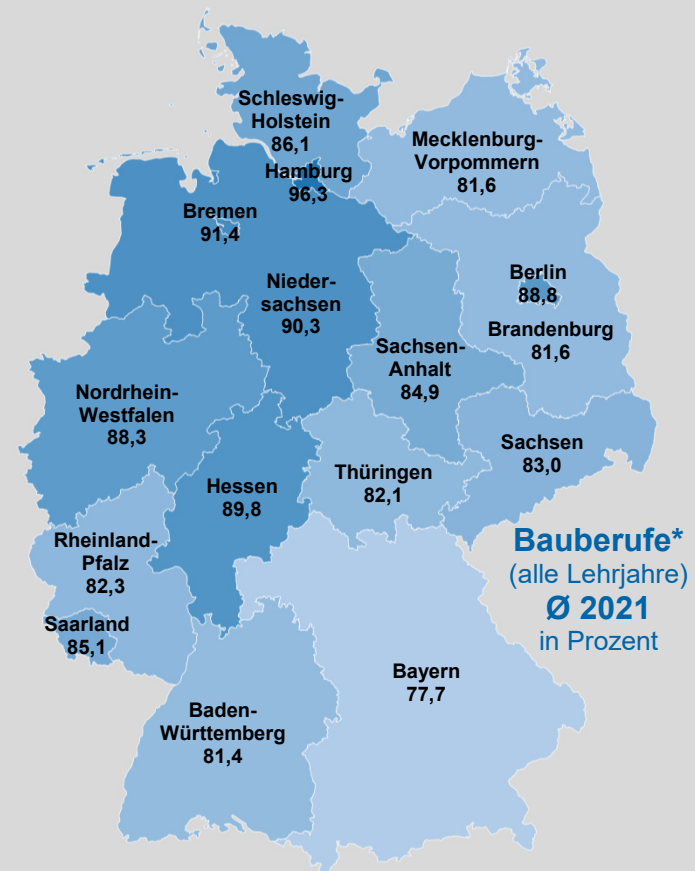 Schleswig-
Holstein
86,1
Mecklenburg-
Vorpommern
81,6
Hamburg
96,3
Bremen
91,4
Nieder-
sachsen
90,3
Berlin
88,8
Brandenburg
81,6
Sachsen-
Anhalt
84,9
Nordrhein-
Westfalen
88,3
Sachsen
83,0
Thüringen
82,1
Hessen
89,8
Rheinland-
Pfalz
82,3
Saarland
85,1
Bauberufe*
(alle Lehrjahre)
Ø 2021
in Prozent
Bayern
77,7
Baden-
Württemberg
81,4